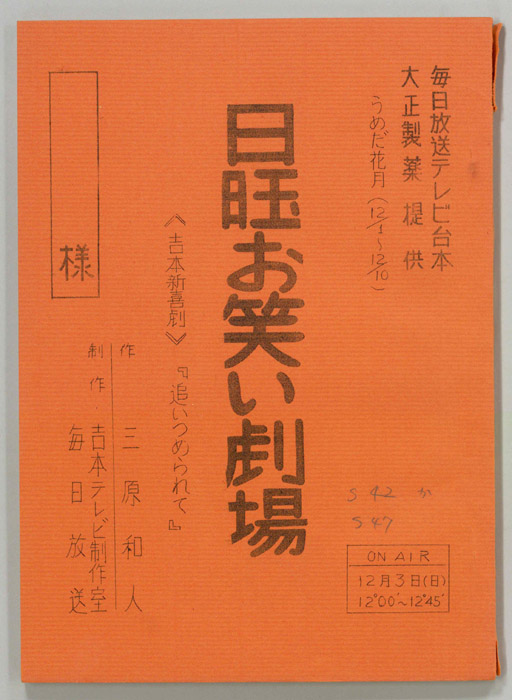 毎日放送テレビ台本
大正製薬提供
うめだ花月(12/1~12/10)
日旺お笑い劇場
《吉本新喜劇》『追いつめられて』
様
作 三原和人
制作・吉本テレビ制作室
毎日放送
S42 か
S47
ON AIR
12月3日(日)
12°00′~12°45′